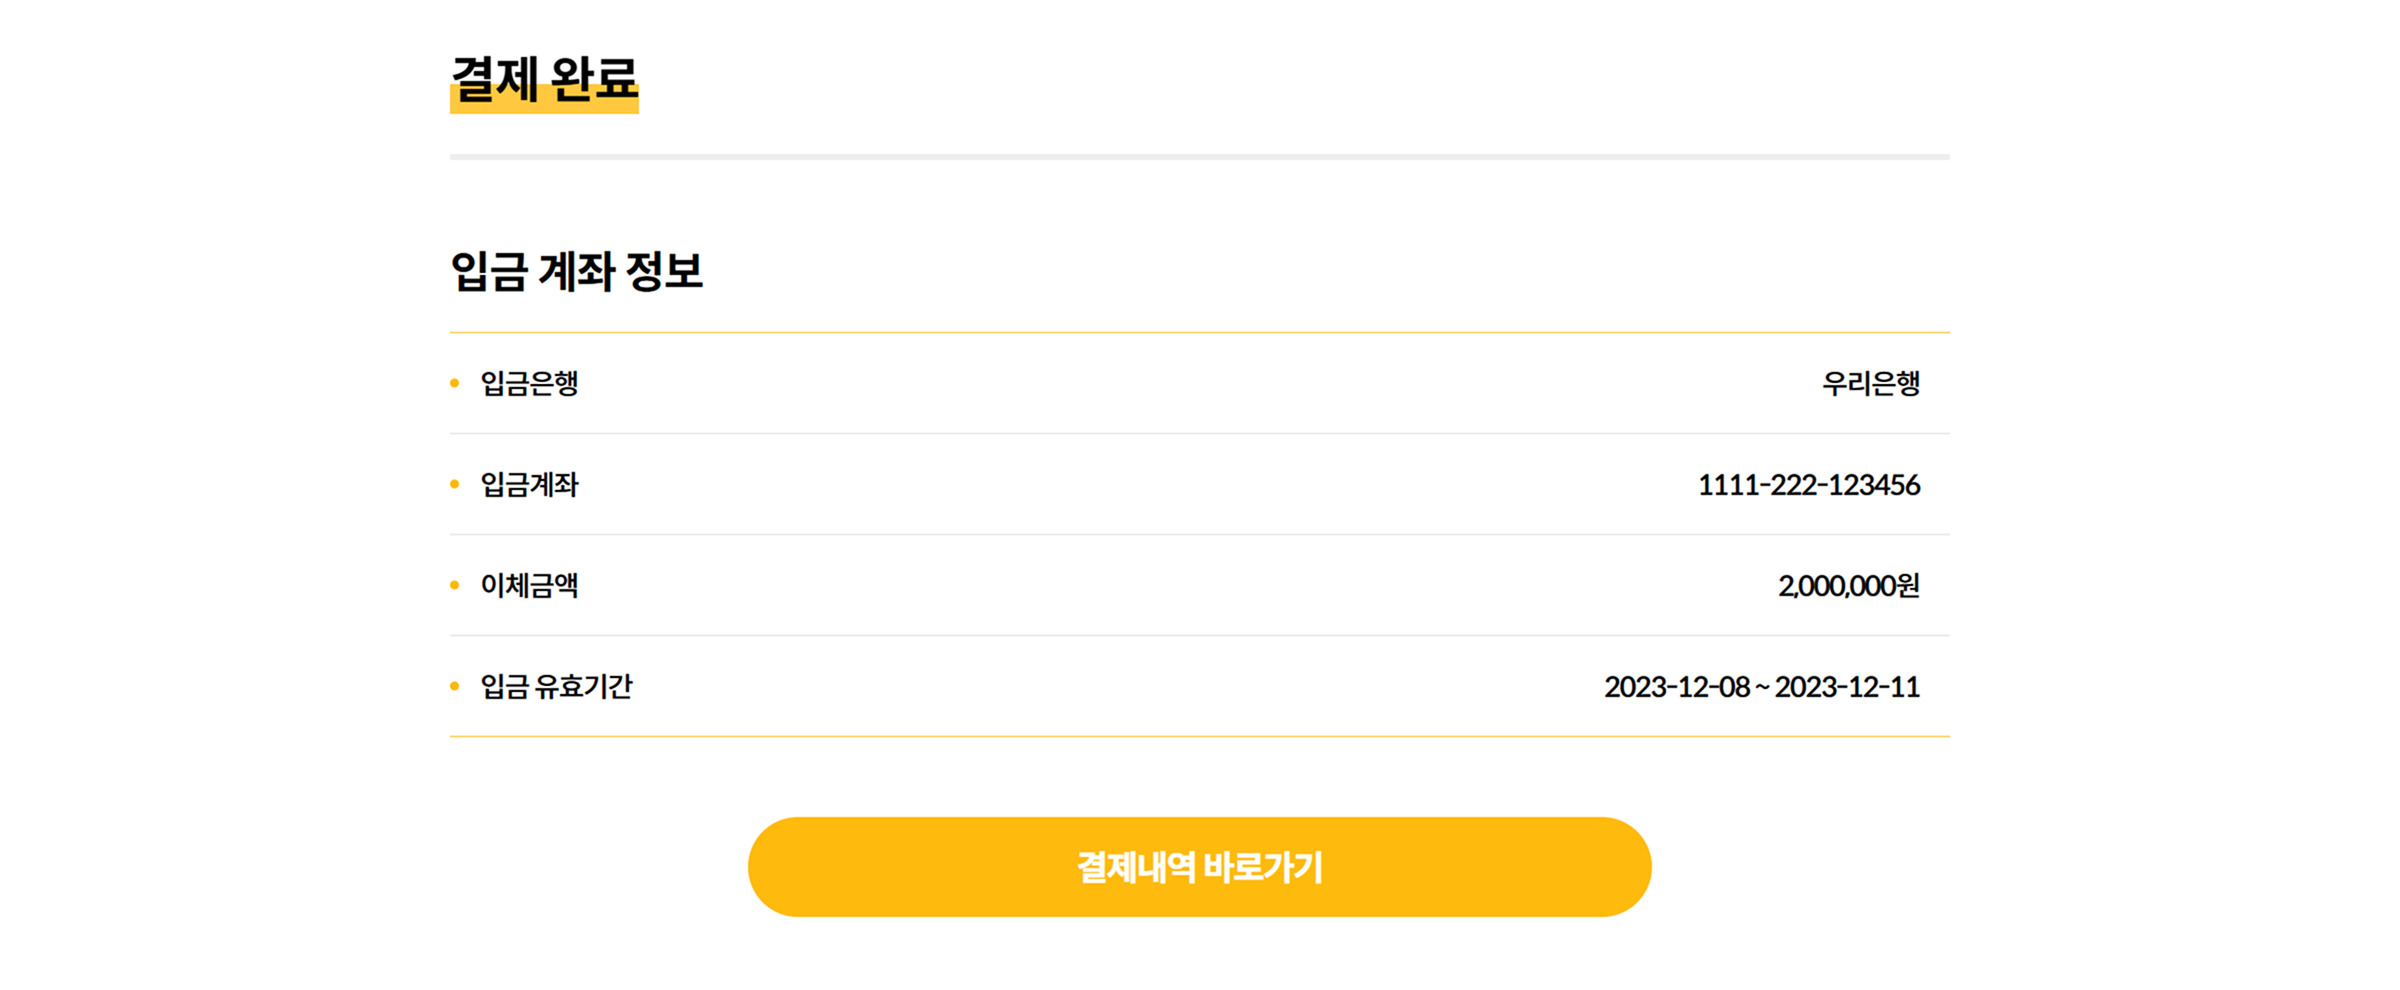 결제 완료
입금 계좌 정보
입금은행 우리은행
입금계좌 1111-222-123456
이체금액 2,000,000원
입금 유효기간 2023-12-08 ~ 2023-12-11
결제내역 바로가기